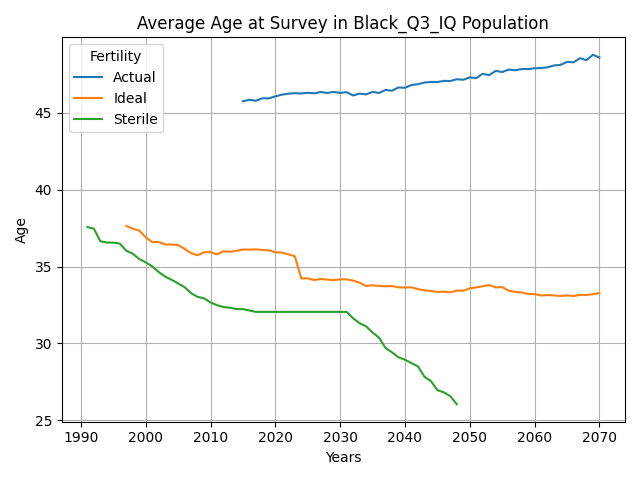 Average Age at Survey in Black_Q3_IQ Population
Fertility
Actual
Ideal
Sterile
Age
45
40
35
30
25
1990 2000 2010 2020 2030 2040 2050 2060 2070
Years